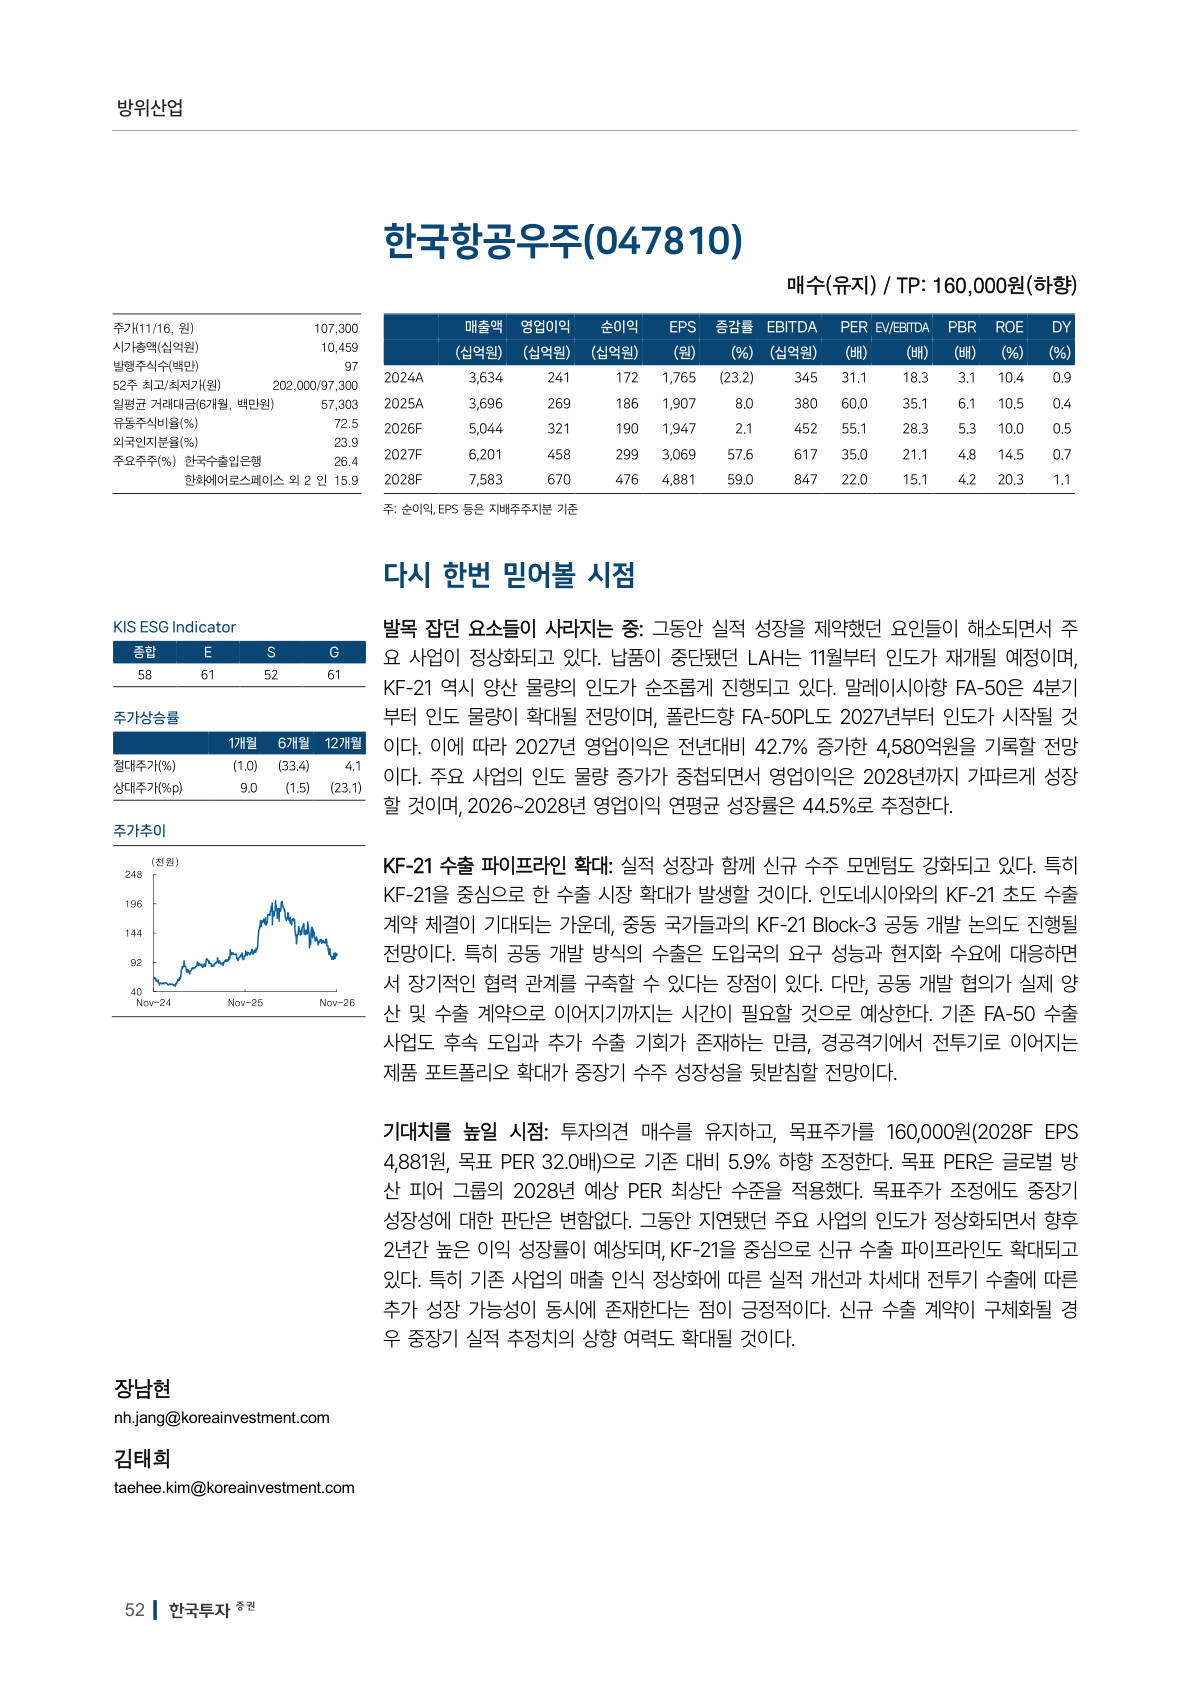 방위산업
한국항공우주(047810)
매수(유지) / TP: 160,000원(하향)
주가(11/16, 원) 107,300
시가총액(십억원) 10,459
발행주식수(백만) 97
52주 최고/최저가(원) 202,000/97,300
일평균 거래대금(6개월, 백만원) 57,303
유동주식비율(%) 72.5
외국인지분율(%) 23.9
주요주주(%) 한국수출입은행 26.4
한화에어로스페이스 외 2 인 15.9
매출액 영업이익 순이익 EPS 증감률 EBITDA PER EV/EBITDA PBR ROE DY
(십억원) (십억원) (십억원) (원) (%) (십억원) (배) (배) (배) (%) (%)
2024A 3,634 241 172 1,765 (23.2) 345 31.1 18.3 3.1 10.4 0.9
2025A 3,696 269 186 1,907 8.0 380 60.0 35.1 6.1 10.5 0.4
2026F 5,044 321 190 1,947 2.1 452 55.1 28.3 5.3 10.0 0.5
2027F 6,201 458 299 3,069 57.6 617 35.0 21.1 4.8 14.5 0.7
2028F 7,583 670 476 4,881 59.0 847 22.0 15.1 4.2 20.3 1.1
주: 순이익, EPS 등은 지배주주지분 기준
다시 한번 믿어볼 시점
KIS ESG Indicator
종합 E S G
58 61 52 61
주가상승률
1개월 6개월 12개월
절대주가(%) (1.0) (33.4) 4.1
상대주가(%p) 9.0 (1.5) (23.1)
주가추이
(천원)
248
196
144
92
40
Nov-24 Nov-25 Nov-26
발목 잡던 요소들이 사라지는 중: 그동안 실적 성장을 제약했던 요인들이 해소되면서 주
요 사업이 정상화되고 있다. 납품이 중단됐던 LAH는 11월부터 인도가 재개될 예정이며,
KF-21 역시 양산 물량의 인도가 순조롭게 진행되고 있다. 말레이시아향 FA-50은 4분기
부터 인도 물량이 확대될 전망이며, 폴란드향 FA-50PL도 2027년부터 인도가 시작될 것
이다. 이에 따라 2027년 영업이익은 전년대비 42.7% 증가한 4,580억원을 기록할 전망
이다. 주요 사업의 인도 물량 증가가 중첩되면서 영업이익은 2028년까지 가파르게 성장
할 것이며, 2026~2028년 영업이익 연평균 성장률은 44.5%로 추정한다.
KF-21 수출 파이프라인 확대: 실적 성장과 함께 신규 수주 모멘텀도 강화되고 있다. 특히
KF-21을 중심으로 한 수출 시장 확대가 발생할 것이다. 인도네시아와의 KF-21 초도 수출
계약 체결이 기대되는 가운데, 중동 국가들과의 KF-21 Block-3 공동 개발 논의도 진행될
전망이다. 특히 공동 개발 방식의 수출은 도입국의 요구 성능과 현지화 수요에 대응하면
서 장기적인 협력 관계를 구축할 수 있다는 장점이 있다. 다만, 공동 개발 협의가 실제 양
산 및 수출 계약으로 이어지기까지는 시간이 필요할 것으로 예상한다. 기존 FA-50 수출
사업도 후속 도입과 추가 수출 기회가 존재하는 만큼, 경공격기에서 전투기로 이어지는
제품 포트폴리오 확대가 중장기 수주 성장성을 뒷받침할 전망이다.
기대치를 높일 시점: 투자의견 매수를 유지하고, 목표주가를 160,000원(2028F EPS
4,881원, 목표 PER 32.0배)으로 기존 대비 5.9% 하향 조정한다. 목표 PER은 글로벌 방
산 피어 그룹의 2028년 예상 PER 최상단 수준을 적용했다. 목표주가 조정에도 중장기
성장성에 대한 판단은 변함없다. 그동안 지연됐던 주요 사업의 인도가 정상화되면서 향후
2년간 높은 이익 성장률이 예상되며, KF-21을 중심으로 신규 수출 파이프라인도 확대되고
있다. 특히 기존 사업의 매출 인식 정상화에 따른 실적 개선과 차세대 전투기 수출에 따른
추가 성장 가능성이 동시에 존재한다는 점이 긍정적이다. 신규 수출 계약이 구체화될 경
우 중장기 실적 추정치의 상향 여력도 확대될 것이다.
장남현
nh.jang@koreainvestment.com
김태희
taehee.kim@koreainvestment.com
52 한국투자 증권